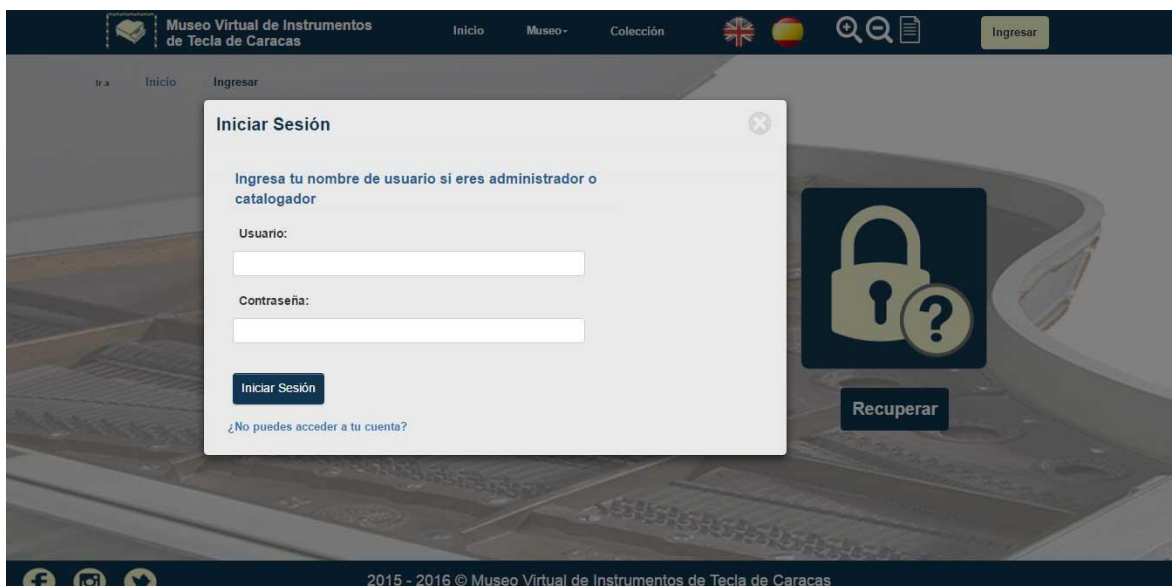 Museo Virtual de Instrumentos
de Tecla de Caracas
Inicio Museo Colección Ingresar
Ir a Inicio Ingresar
Iniciar Sesión
Ingresa tu nombre de usuario si eres administrador o
catalogador
Usuario:
Contraseña:
Iniciar Sesión
¿No puedes acceder a tu cuenta?
?
Recuperar
2015 - 2016 © Museo Virtual de Instrumentos de Tecla de Caracas